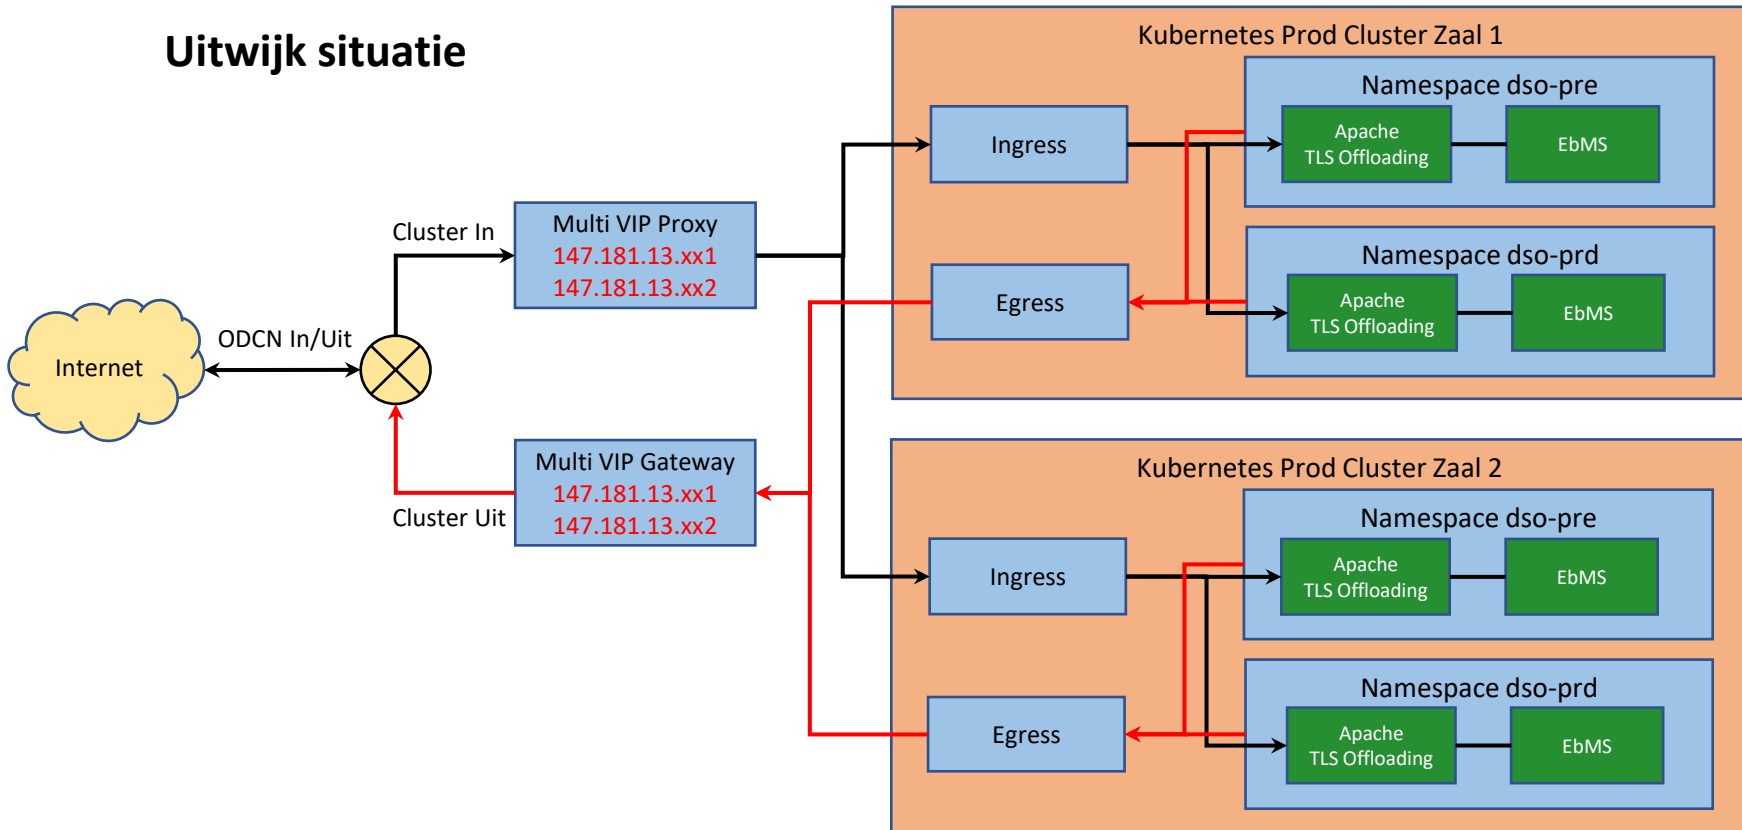 Uitwijk situatie
Internet
ODCN In/Uit
Cluster In
Multi VIP Proxy
147.181.13.xx1
147.181.13.xx2
Multi VIP Gateway
147.181.13.xx1
147.181.13.xx2
Cluster Uit
Kubernetes Prod Cluster Zaal 1
Ingress
Egress
Namespace dso-pre
Apache
TLS Offloading
EbMS
Namespace dso-prd
Apache
TLS Offloading
EbMS
Kubernetes Prod Cluster Zaal 2
Ingress
Egress
Namespace dso-pre
Apache
TLS Offloading
EbMS
Namespace dso-prd
Apache
TLS Offloading
EbMS